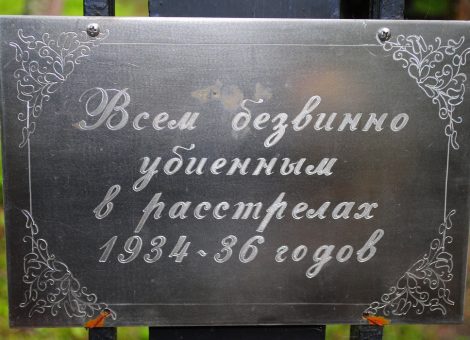 Всем безвинно
убиенным
в расстрелах
1934-36 годов